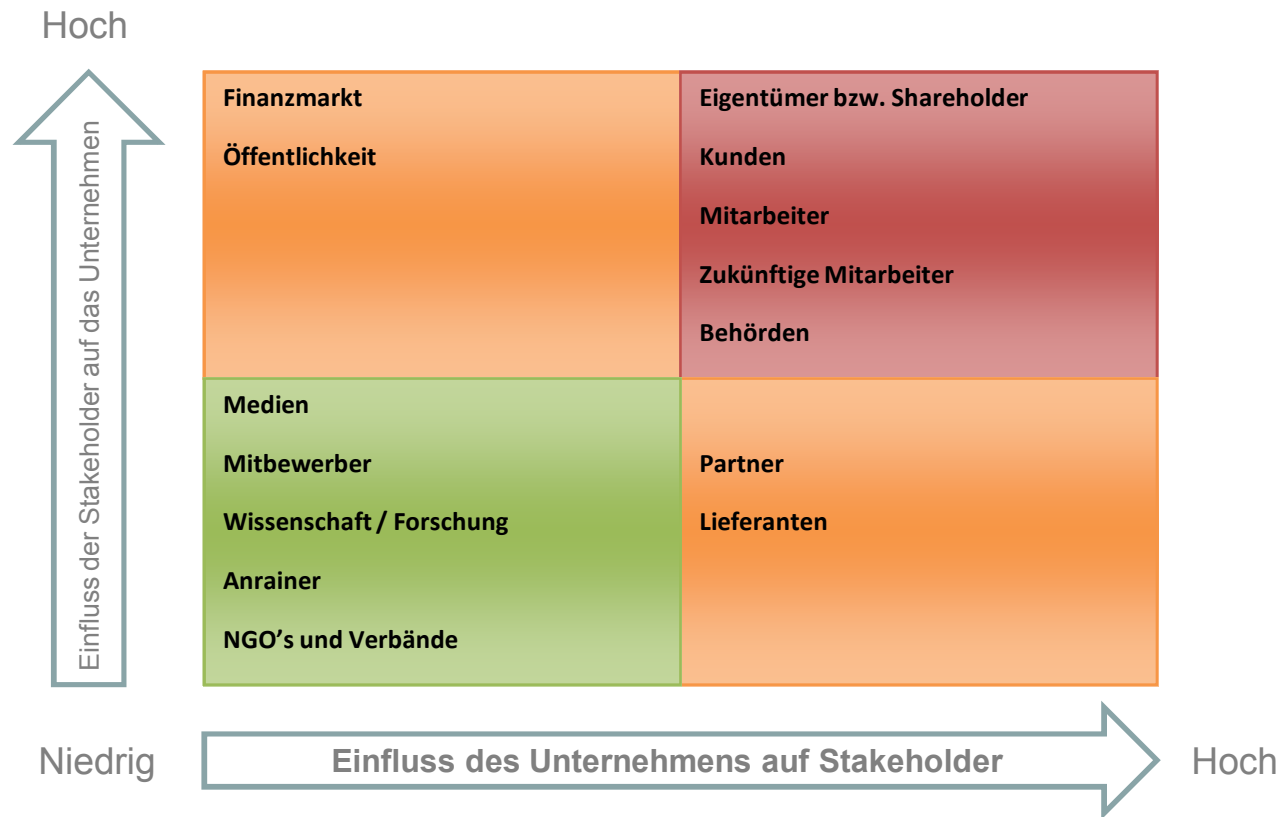 Hoch
Einfluss der Stakeholder auf das Unternehmen
Finanzmarkt
Öffentlichkeit
Eigentümer bzw. Shareholder
Kunden
Mitarbeiter
Zukünftige Mitarbeiter
Behörden
Medien
Mitbewerber
Wissenschaft / Forschung
Anrainer
NGO’s und Verbände
Partner
Lieferanten
Niedrig
Einfluss des Unternehmens auf Stakeholder
Hoch